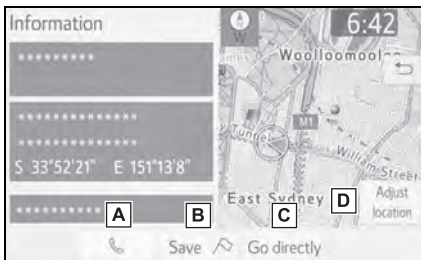 Information
6:42
N
W
Woolloomooloo
*********
M1
**************
**************
S 33°52'21" E 151°13'8"
Tunnel
William Street
East Sydney
Adjust
location
**********
A
B
C
D
Save
Go directly